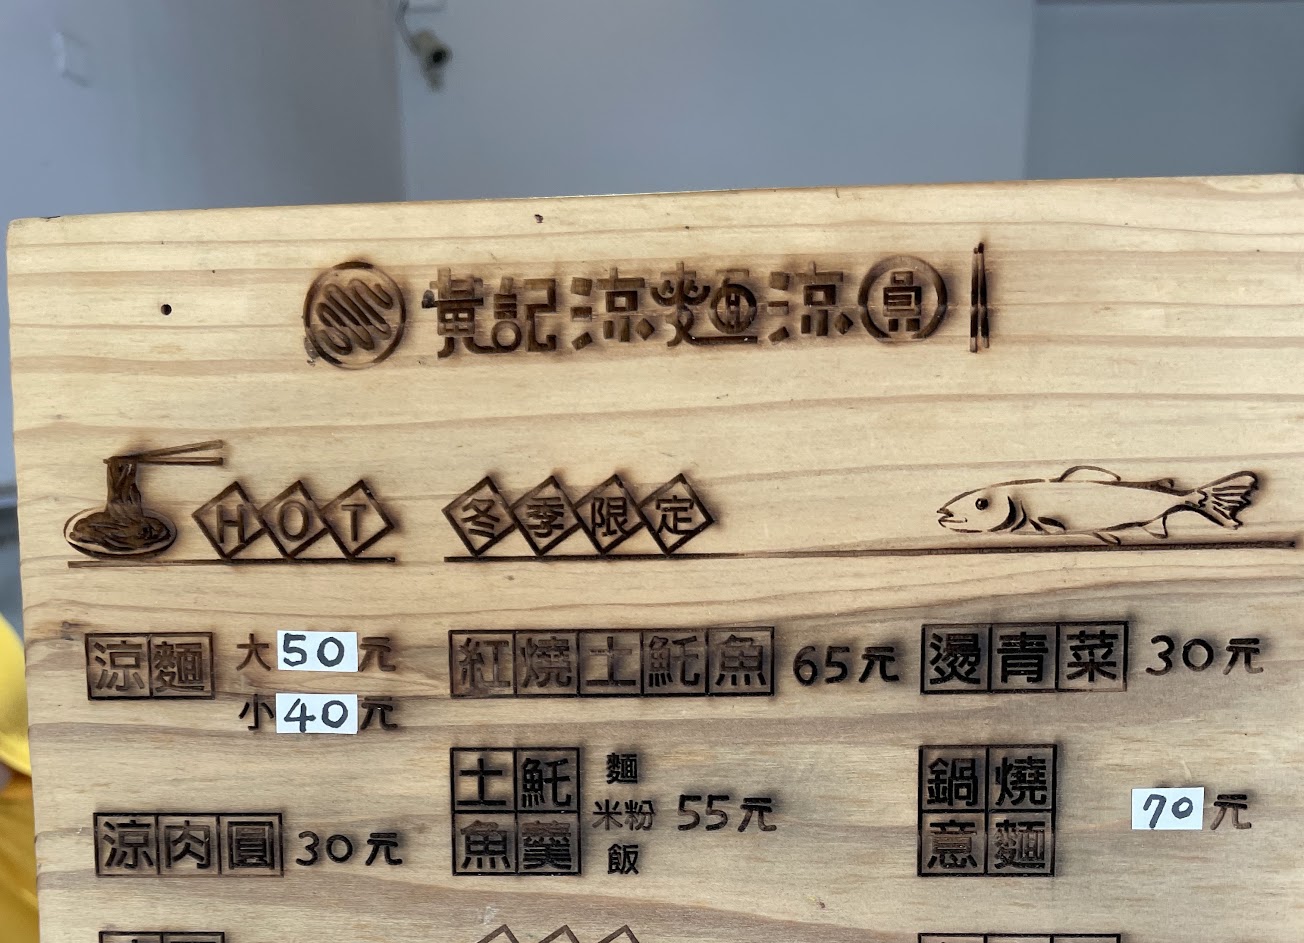 黃記涼麵涼圓
HOT
冬季限定
涼麵 大50元
小40元
涼肉圓 30元
紅燒土魠魚 65元
土魠魚羹 麵 米粉 飯 55元
燙青菜 30元
鍋燒意麵 70元